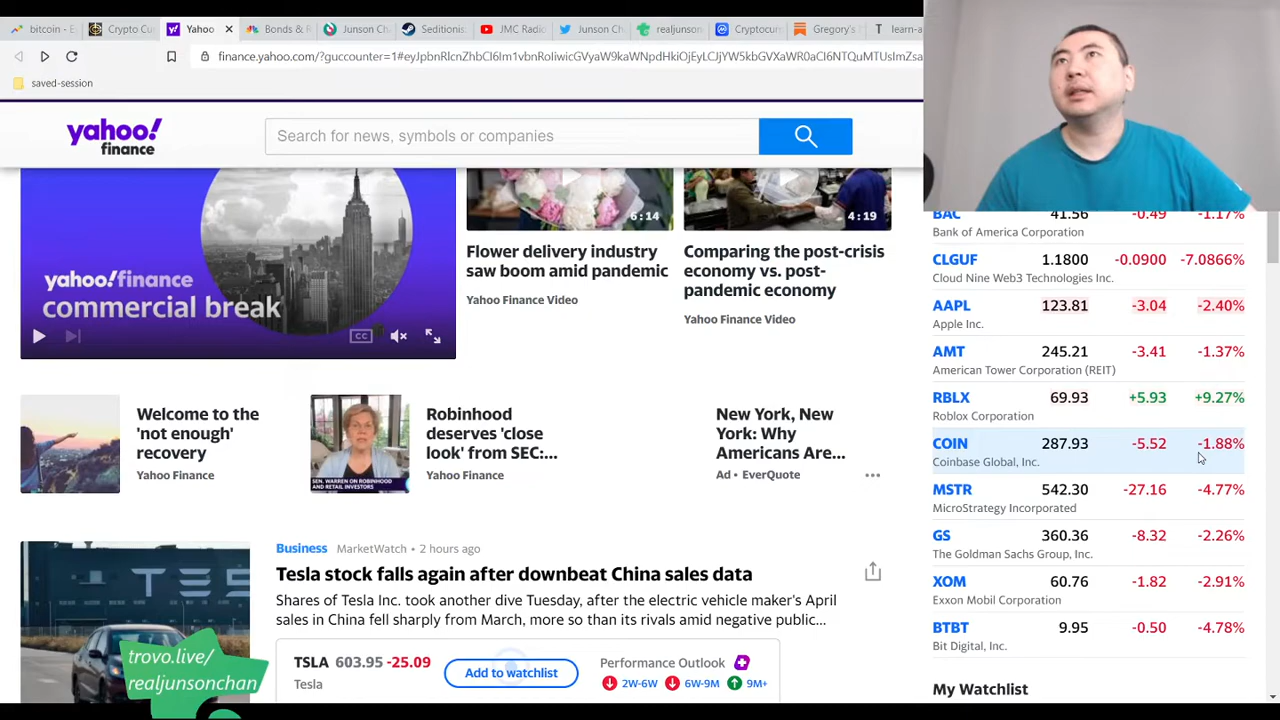 bitcoin - E
Crypto Cu
Yahoo
Bonds & R
Junson Ch
Seditionis
JMC Radio
Junson Cha
realjunson
Cryptocur
Gregory's
learn-a
finance.yahoo.com/?guccounter=1#eyJpbnRlcnZhbCI6Im1vbnRoIiwicGVyaW9kaWNpdHkiOjEyLCJjYW5kbGVXaWR0aCI6NTQuMTUsImZsa
saved-session
yahoo!
finance
Search for news, symbols or companies
yahoo!finance
commercial break
CC
6:14
Flower delivery industry
saw boom amid pandemic
Yahoo Finance Video
4:19
Comparing the post-crisis
economy vs. post-
pandemic economy
Yahoo Finance Video
Welcome to the
'not enough'
recovery
Yahoo Finance
SEN. WARREN ON ROBINHOOD
AND RETAIL INVESTORS
Robinhood
deserves 'close
look' from SEC:...
Yahoo Finance
New York, New
York: Why
Americans Are...
Ad • EverQuote
Business MarketWatch • 2 hours ago
Tesla stock falls again after downbeat China sales data
Shares of Tesla Inc. took another dive Tuesday, after the electric vehicle maker's April
sales in China fell sharply from March, more so than its rivals amid negative public...
TSLA 603.95 -25.09
Tesla
Add to watchlist
Performance Outlook
2W-6W 6W-9M 9M+
TES
trovo.live/
realjunsonchan
BAC 41.56 -0.49 -1.17%
Bank of America Corporation
CLGUF 1.1800 -0.0900 -7.0866%
Cloud Nine Web3 Technologies Inc.
AAPL 123.81 -3.04 -2.40%
Apple Inc.
AMT 245.21 -3.41 -1.37%
American Tower Corporation (REIT)
RBLX 69.93 +5.93 +9.27%
Roblox Corporation
COIN 287.93 -5.52 -1.88%
Coinbase Global, Inc.
MSTR 542.30 -27.16 -4.77%
MicroStrategy Incorporated
GS 360.36 -8.32 -2.26%
The Goldman Sachs Group, Inc.
XOM 60.76 -1.82 -2.91%
Exxon Mobil Corporation
BTBT 9.95 -0.50 -4.78%
Bit Digital, Inc.
My Watchlist